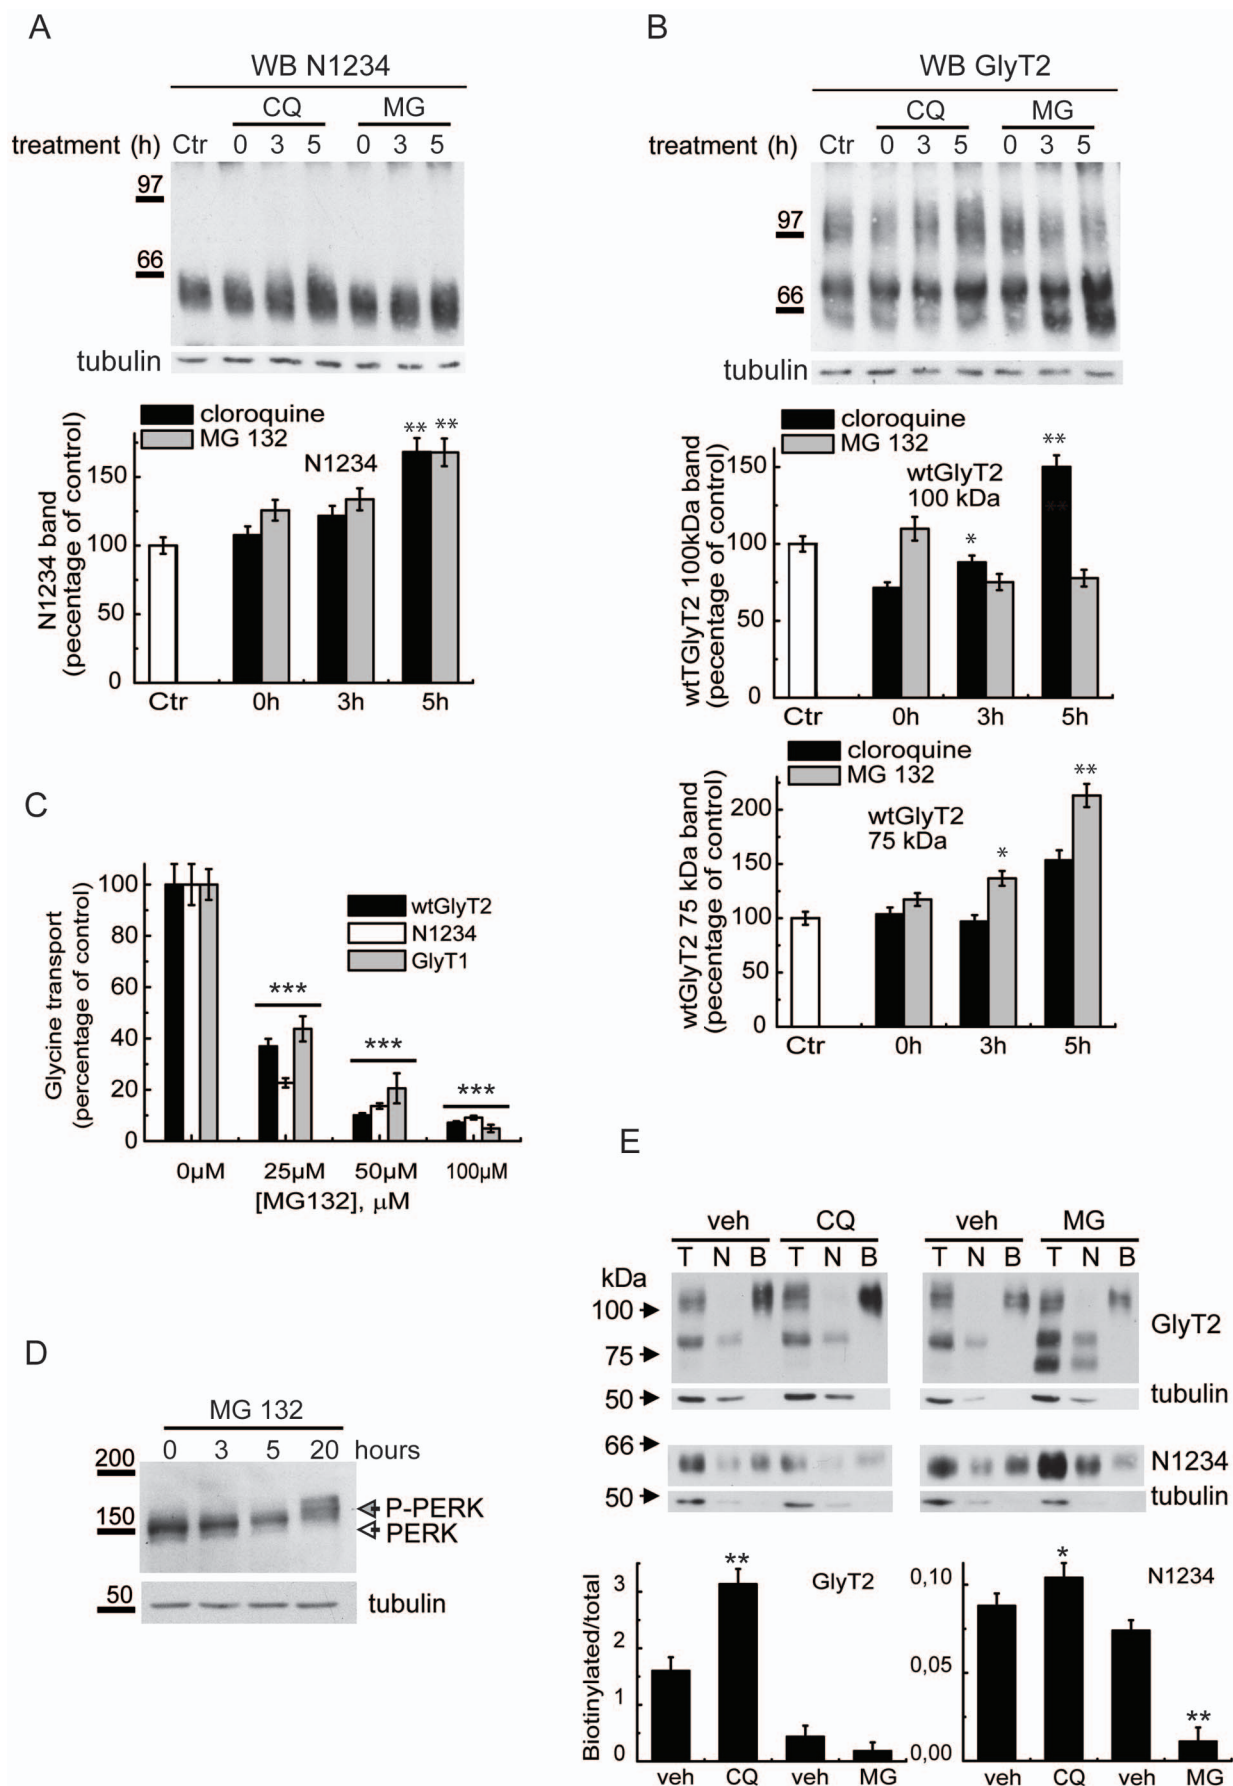 A
WB N1234
CQ MG
treatment (h) Ctr 0 3 5 0 3 5
97
66
tubulin
cloroquine
MG 132
N1234
** **
N1234 band
(pecentage of control)
150
100
50
0
Ctr 0h 3h 5h
B
WB GlyT2
CQ MG
treatment (h) Ctr 0 3 5 0 3 5
97
66
tubulin
cloroquine
MG 132
wtGlyT2
100 kDa
*
**
**
wtTGlyT2 100kDa band
(pecentage of control)
150
100
50
0
Ctr 0h 3h 5h
cloroquine
MG 132
wtGlyT2
75 kDa
*
**
wtGlyT2 75 kDa band
(pecentage of control)
200
150
100
50
0
Ctr 0h 3h 5h
C
Glycine transport
(percentage of control)
100
80
60
40
20
0
wtGlyT2
N1234
GlyT1
***
***
***
0µM 25µM 50µM 100µM
[MG132], µM
D
MG 132
0 3 5 20 hours
200
150
50
P-PERK
PERK
tubulin
E
veh CQ veh MG
T N B T N B T N B T N B
kDa
100
75
50
66
50
GlyT2
tubulin
N1234
tubulin
Biotinylated/total
3
2
1
0
**
GlyT2
veh CQ veh MG
0,10
0,05
0,00
*
**
N1234
veh CQ veh MG